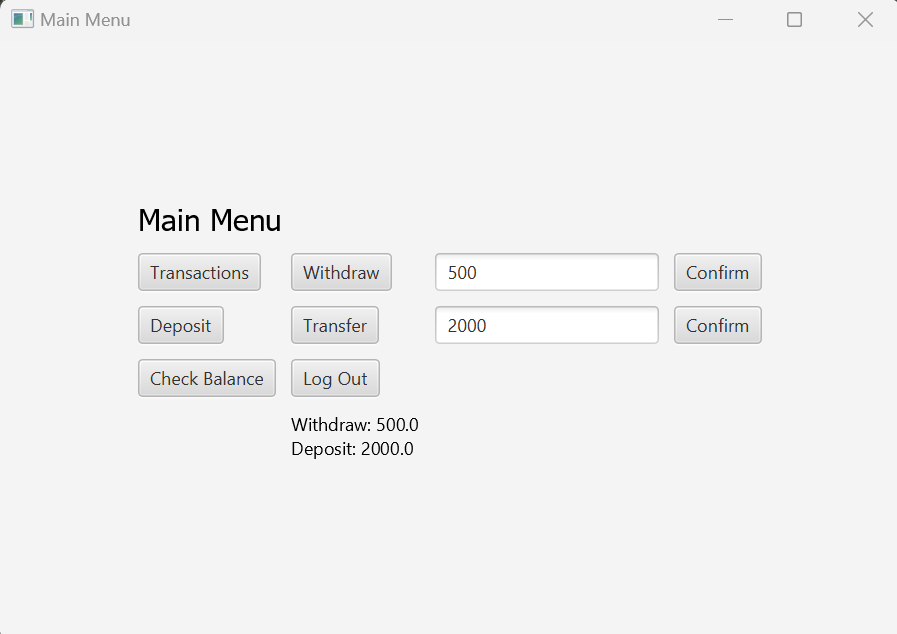 Main Menu
Main Menu
Transactions Withdraw 500 Confirm
Deposit Transfer 2000 Confirm
Check Balance Log Out
Withdraw: 500.0
Deposit: 2000.0